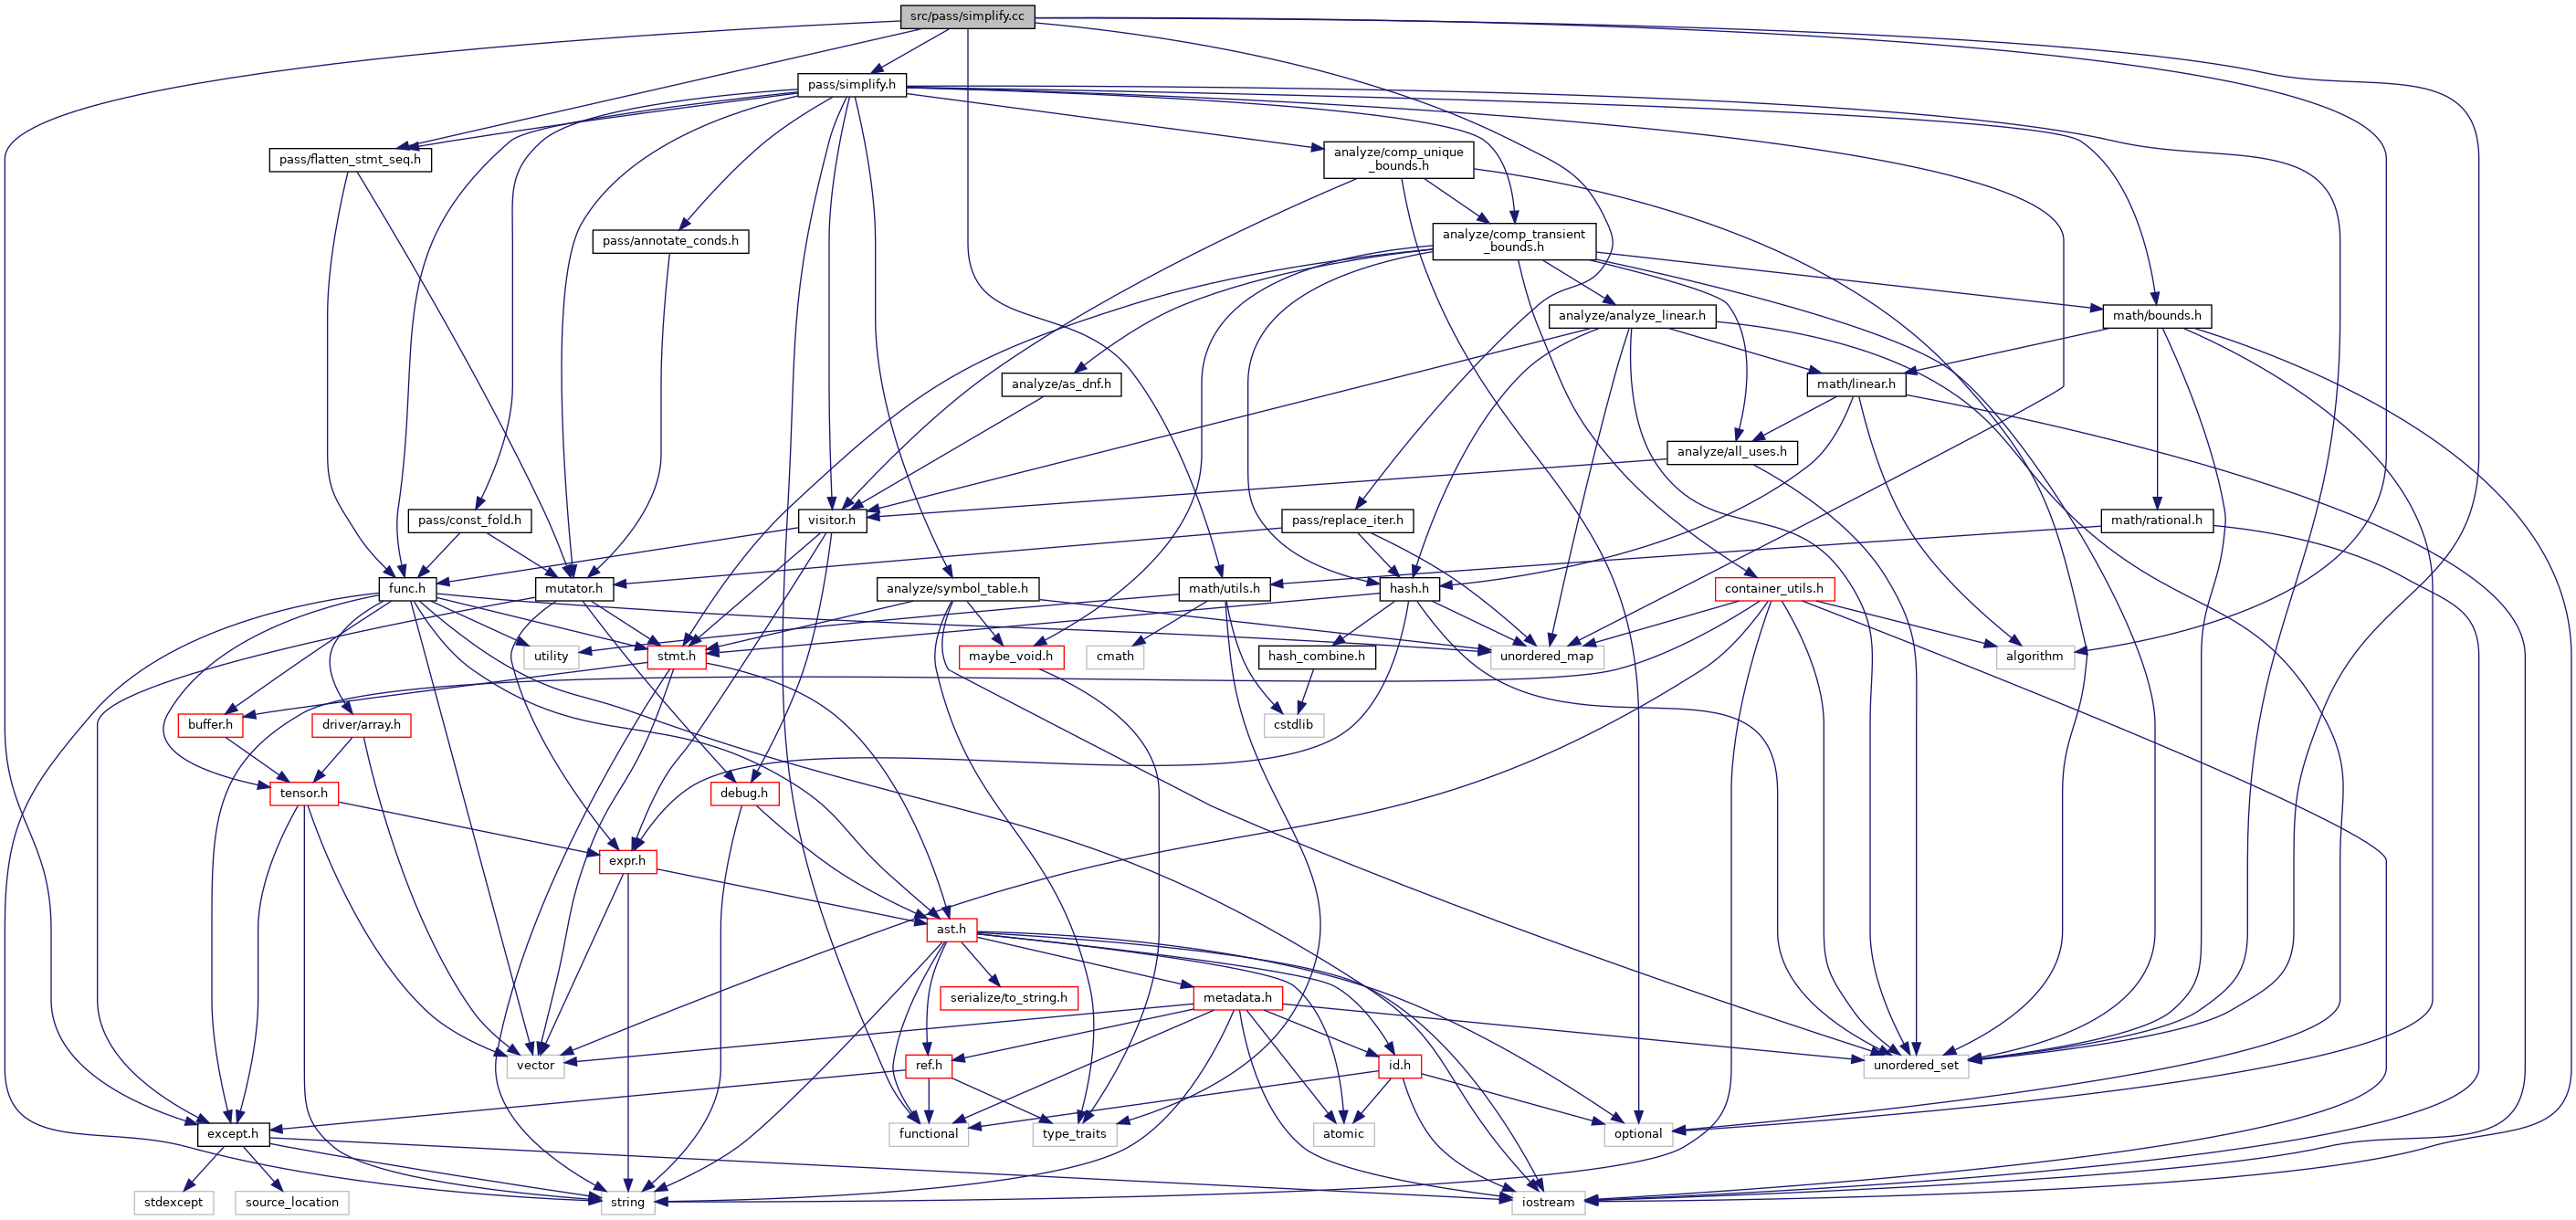 src/pass/simplify.cc
pass/simplify.h
pass/flatten_stmt_seq.h
analyze/comp_unique
_bounds.h
pass/annotate_conds.h
analyze/comp_transient
_bounds.h
analyze/analyze_linear.h
math/bounds.h
analyze/as_dnf.h
math/linear.h
analyze/all_uses.h
pass/const_fold.h
visitor.h
pass/replace_iter.h
math/rational.h
func.h
mutator.h
analyze/symbol_table.h
math/utils.h
hash.h
container_utils.h
utility
stmt.h
maybe_void.h
cmath
hash_combine.h
unordered_map
algorithm
buffer.h
driver/array.h
cstdlib
tensor.h
debug.h
expr.h
ast.h
serialize/to_string.h
metadata.h
vector
ref.h
id.h
unordered_set
except.h
functional
type_traits
atomic
optional
stdexcept
source_location
string
iostream